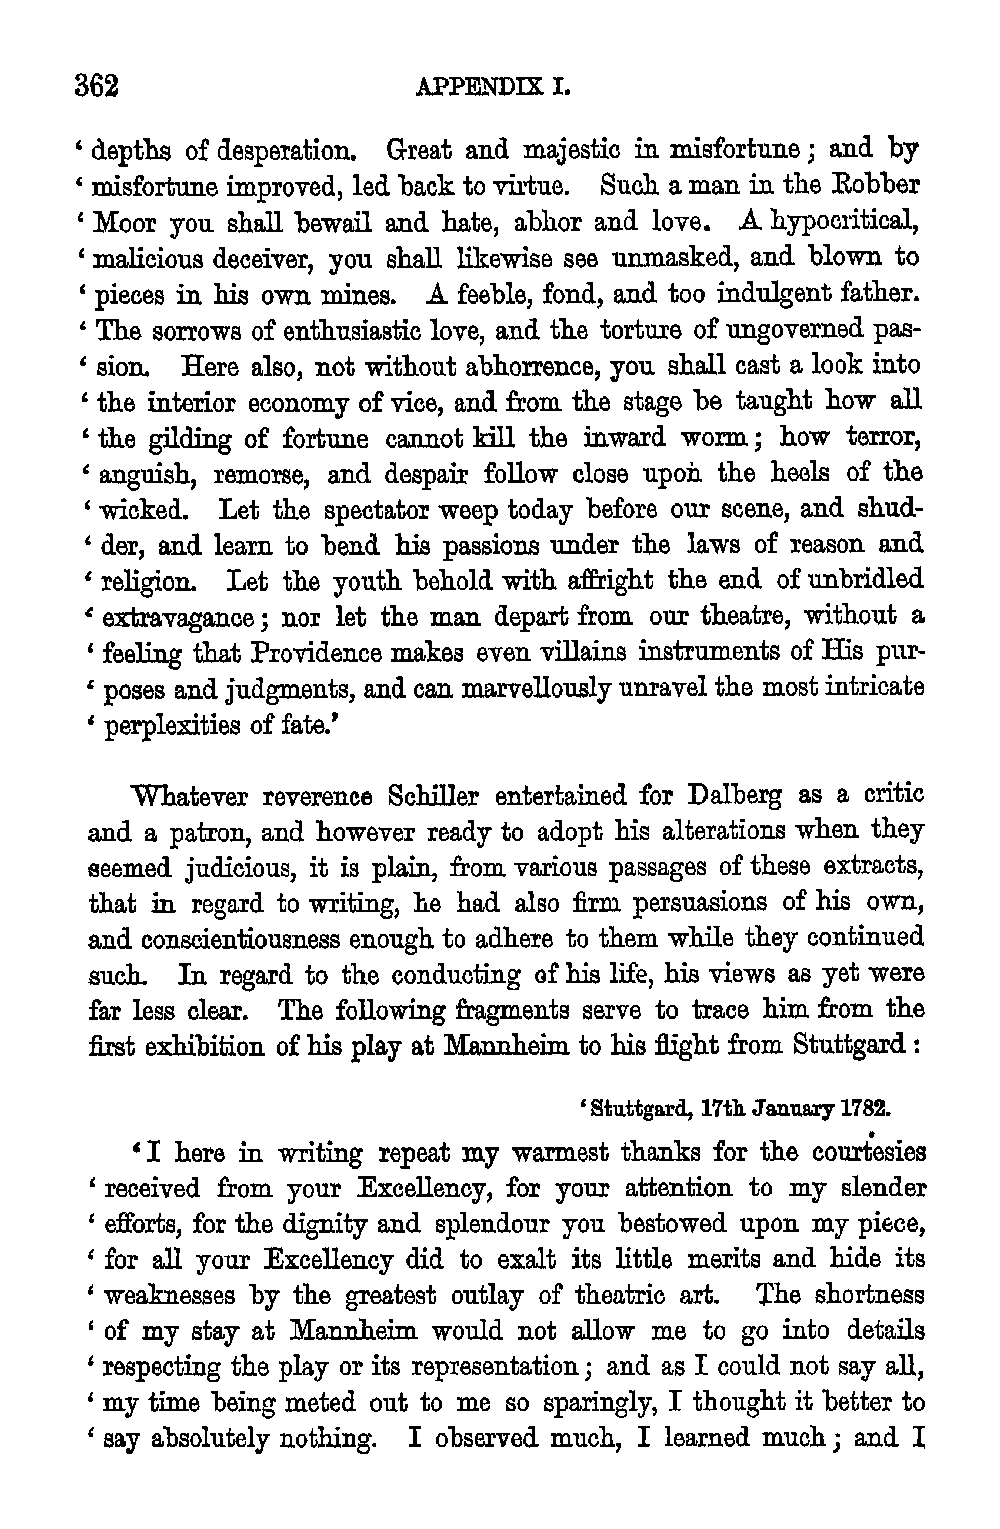 362 APPENDIX I.
‘ depths of desperation. Great and majestic in misfortune; and by
‘ misfortune improved, led back to virtue. Such a man in the Robber
‘ Moor you shall bewail and hate, abhor and love. A hypocritical,
‘ malicious deceiver, you shall likewise see unmasked, and blown to
‘ pieces in his own mines. A feeble, fond, and too indulgent father.
‘ The sorrows of enthusiastic love, and the torture of ungoverned pas-
‘ sion. Here also, not without abhorrence, you shall cast a look into
‘ the interior economy of vice, and from the stage be taught how all
‘ the gilding of fortune cannot kill the inward worm; how terror,
‘ anguish, remorse, and despair follow close upon the heels of the
‘ wicked. Let the spectator weep today before our scene, and shud-
‘ der, and learn to bend his passions under the laws of reason and
‘ religion. Let the youth behold with affright the end of unbridled
‘ extravagance; nor let the man depart from our theatre, without a
‘ feeling that Providence makes even villains instruments of His pur-
‘ poses and judgments, and can marvellously unravel the most intricate
‘ perplexities of fate.’
Whatever reverence Schiller entertained for Dalberg as a critic
and a patron, and however ready to adopt his alterations when they
seemed judicious, it is plain, from various passages of these extracts,
that in regard to writing, he had also firm persuasions of his own,
and conscientiousness enough to adhere to them while they continued
such. In regard to the conducting of his life, his views as yet were
far less clear. The following fragments serve to trace him from the
first exhibition of his play at Mannheim to his flight from Stuttgard:
‘ Stuttgard, 17th January 1782.
‘ I here in writing repeat my warmest thanks for the courtesies
‘ received from your Excellency, for your attention to my slender
‘ efforts, for the dignity and splendour you bestowed upon my piece,
‘ for all your Excellency did to exalt its little merits and hide its
‘ weaknesses by the greatest outlay of theatric art. The shortness
‘ of my stay at Mannheim would not allow me to go into details
‘ respecting the play or its representation; and as I could not say all,
‘ my time being meted out to me so sparingly, I thought it better to
‘ say absolutely nothing. I observed much, I learned much; and I